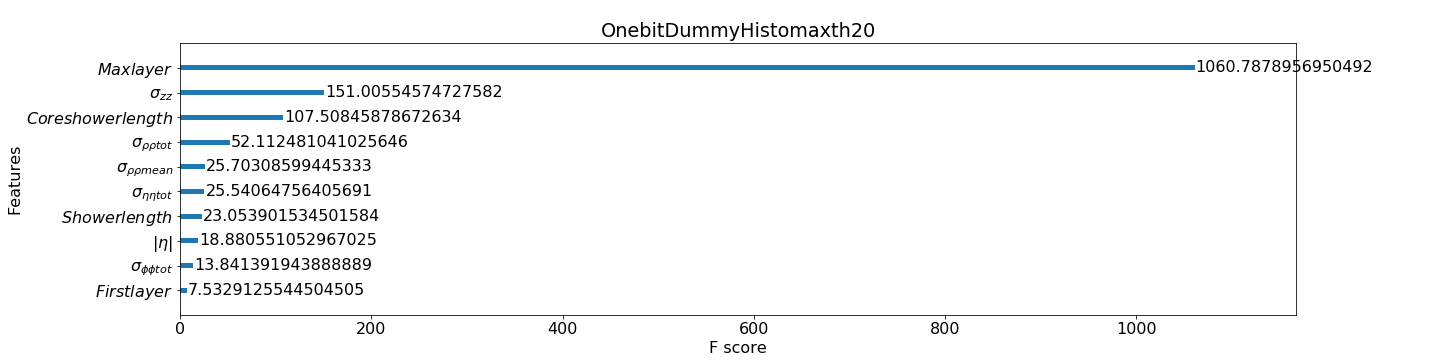 OnebitDummyHistomaxth20
Maxlayer 1060.7878956950492
σzz 151.00554574727582
Coreshowerlength 107.50845878672634
σρρtot 52.112481041025646
σρρmean 25.70308599445333
σηηtot 25.54064756405691
Showerlength 23.053901534501584
|η| 18.880551052967025
σϕϕtot 13.841391943888889
Firstlayer 7.5329125544504505
Features
0 200 400 600 800 1000
F score